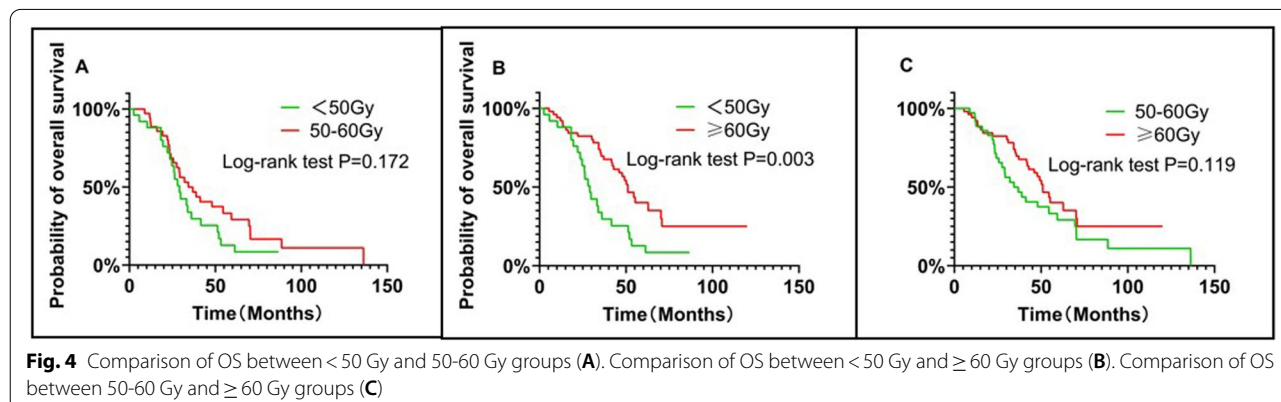 A
Probability of overall survival
100%
50%
0%
<50Gy
50-60Gy
Log-rank test P=0.172
0 50 100 150
Time(Months)
B
Probability of overall survival
100%
50%
0%
<50Gy
≥60Gy
Log-rank test P=0.003
0 50 100 150
Time(Months)
C
100%
50%
0%
50-60Gy
≥60Gy
Log-rank test P=0.119
0 50 100 150
Time(Months)
Fig. 4 Comparison of OS between < 50 Gy and 50-60 Gy groups (A). Comparison of OS between < 50 Gy and ≥ 60 Gy groups (B). Comparison of OS
between 50-60 Gy and ≥ 60 Gy groups (C)